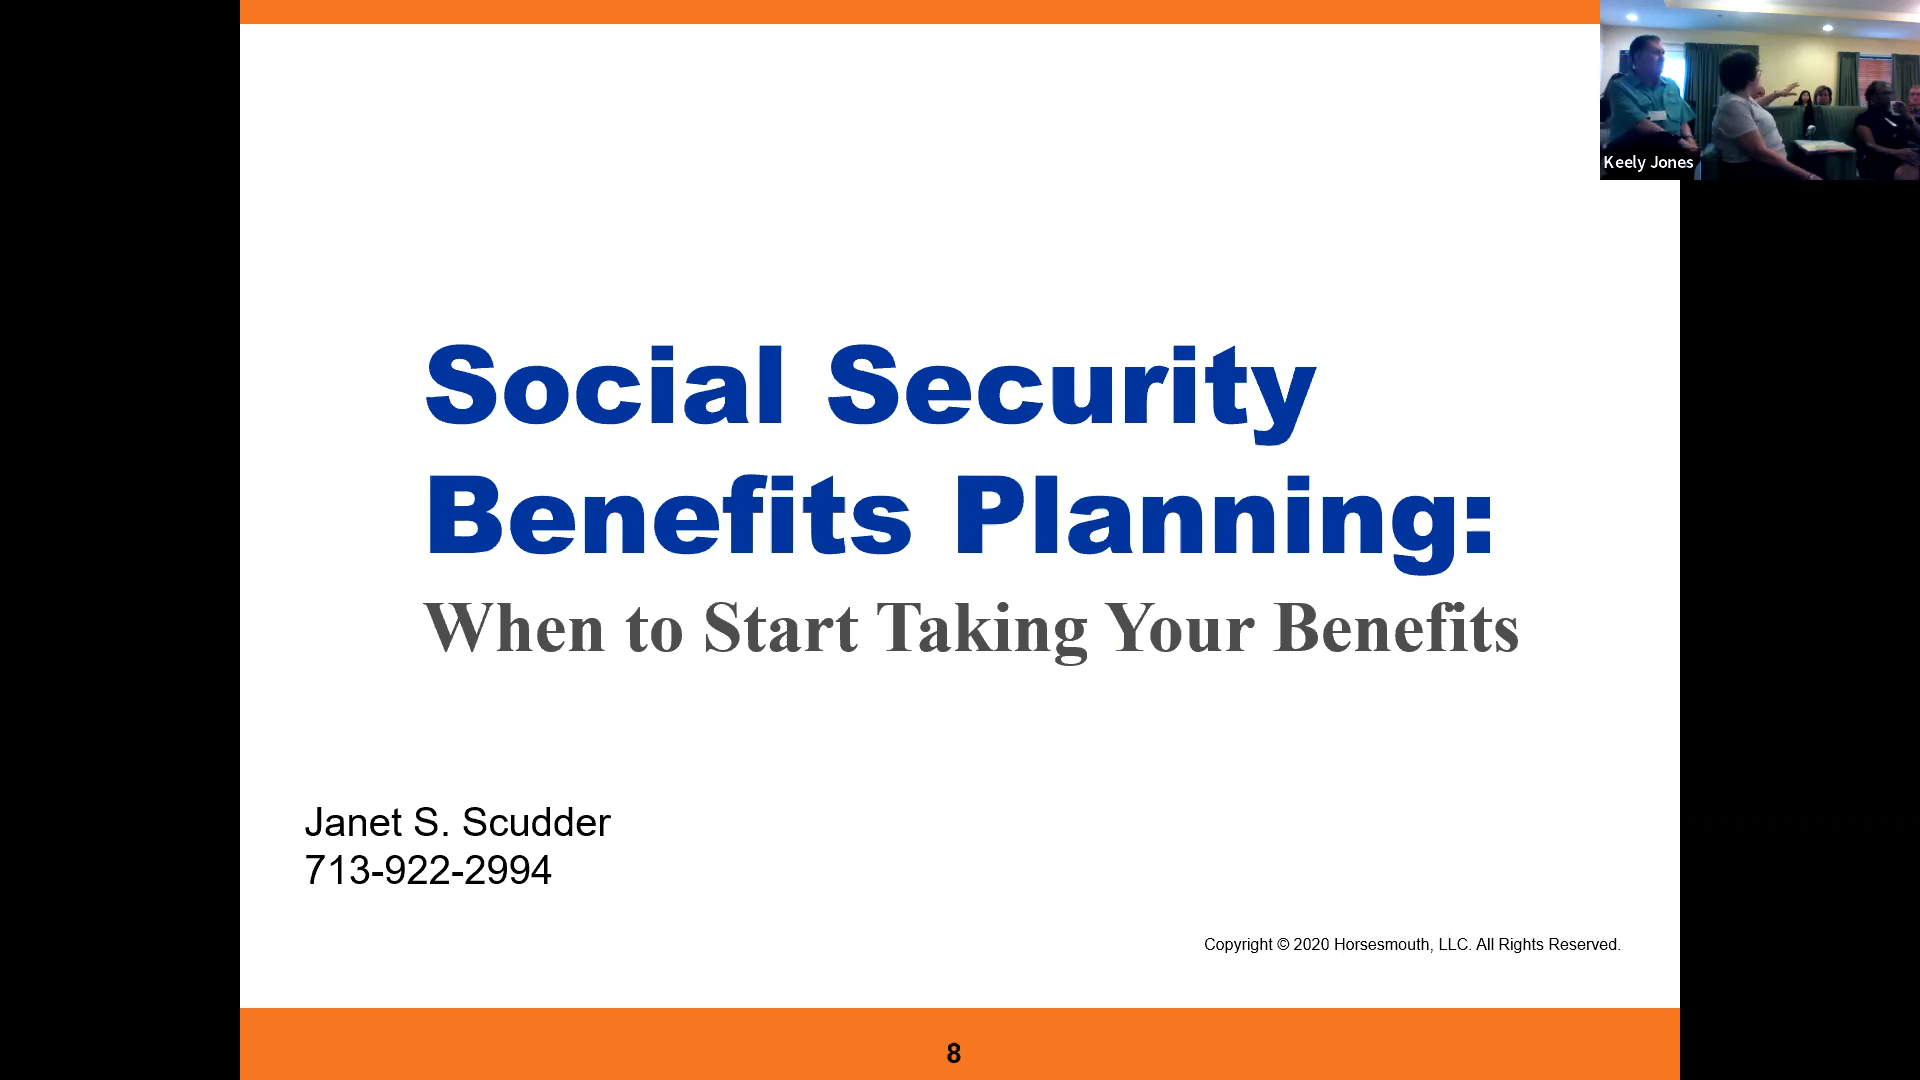 Keely Jones
Social Security
Benefits Planning:
When to Start Taking Your Benefits
Janet S. Scudder
713-922-2994
Copyright © 2020 Horsesmouth, LLC. All Rights Reserved.
8